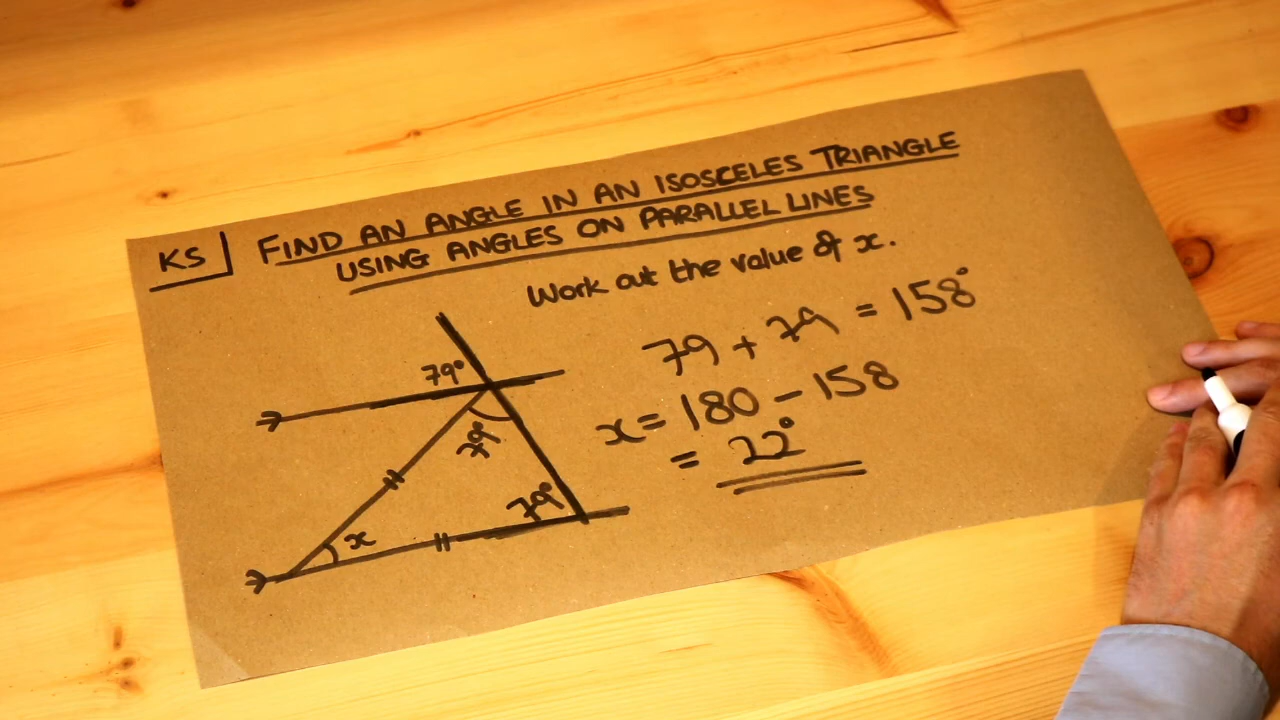 KS
FIND AN ANGLE IN AN ISOSCELES TRIANGLE
USING ANGLES ON PARALLEL LINES
Work out the value of x.
79°
79°
79°
x
79 + 79 = 158°
x = 180 - 158
= 22°